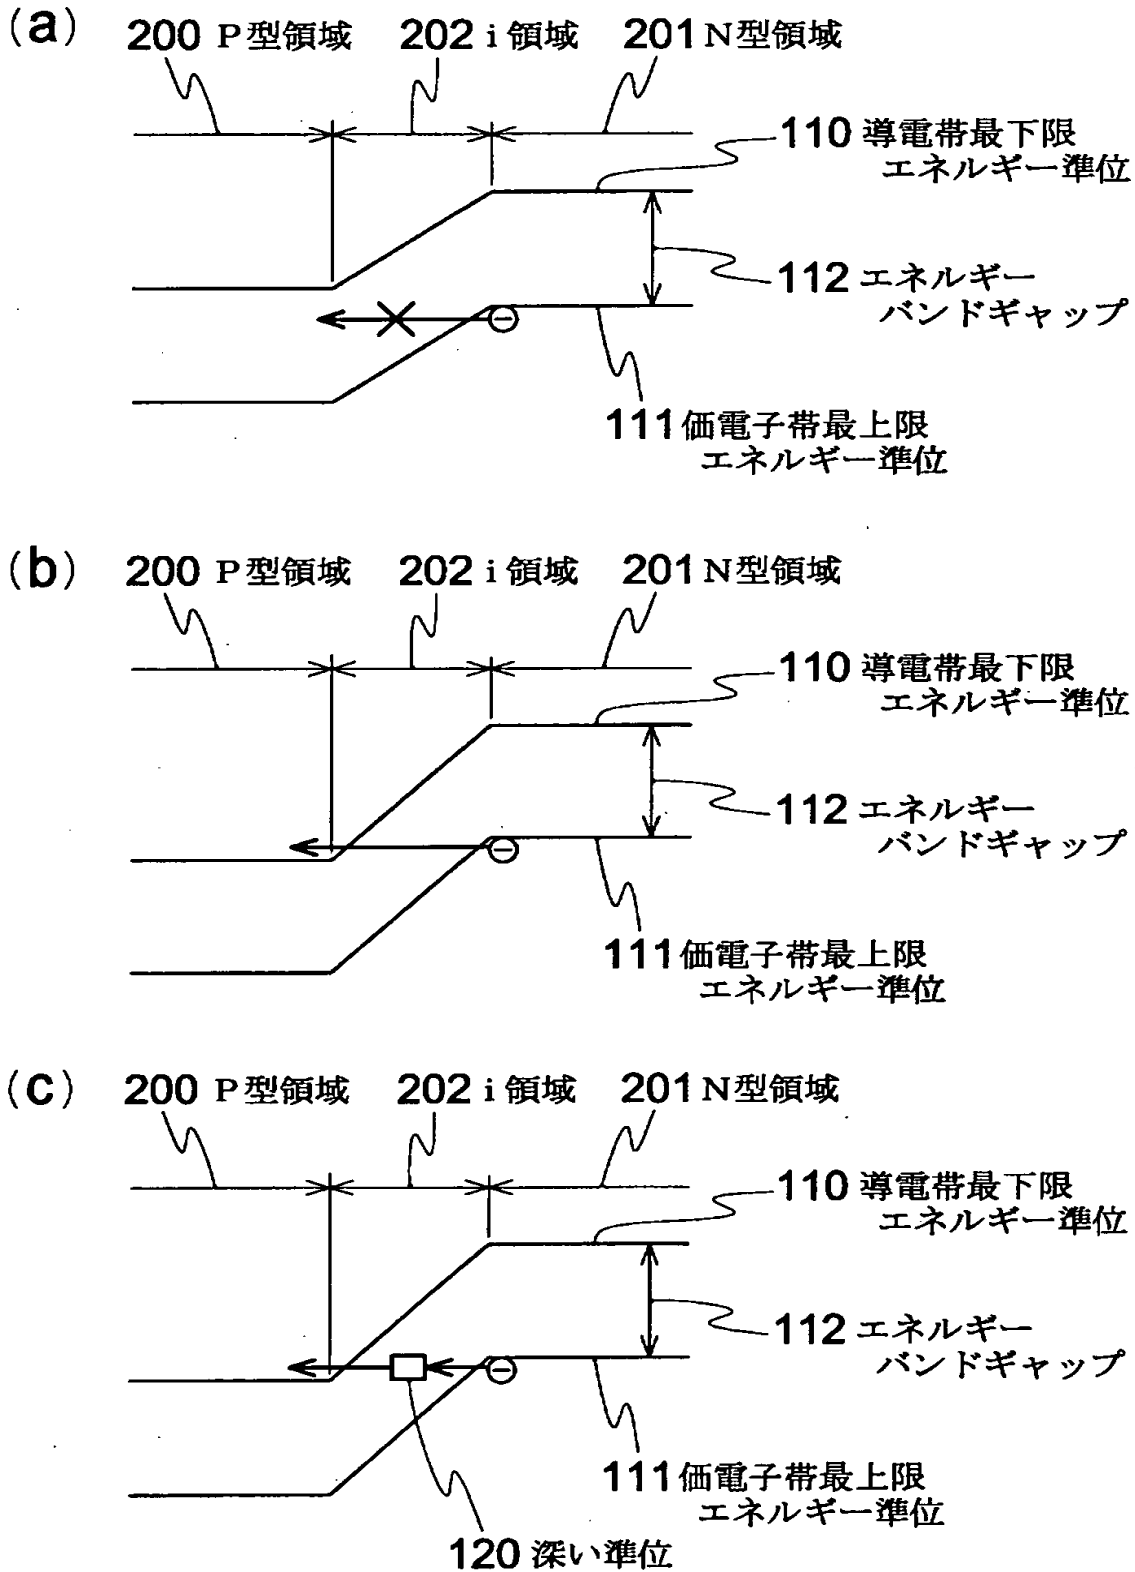 (a) 200 P型領域 202 i領域 201 N型領域
110 導電帯最下限
エネルギー準位
112 エネルギー
バンドギャップ
111 価電子帯最上限
エネルギー準位
(b) 200 P型領域 202 i領域 201 N型領域
110 導電帯最下限
エネルギー準位
112 エネルギー
バンドギャップ
111 価電子帯最上限
エネルギー準位
(c) 200 P型領域 202 i領域 201 N型領域
110 導電帯最下限
エネルギー準位
112 エネルギー
バンドギャップ
111 価電子帯最上限
エネルギー準位
120 深い準位